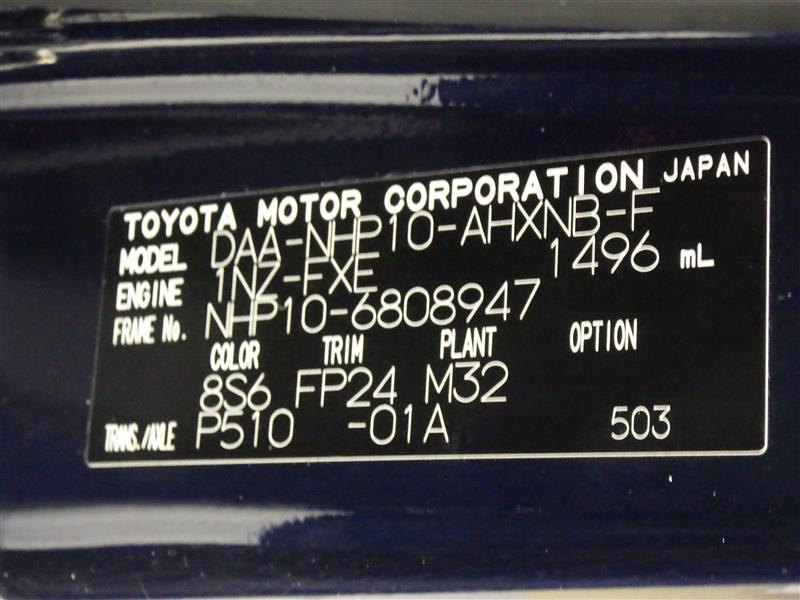 TOYOTA MOTOR CORPORATION JAPAN
MODEL DAA-NHP10-AHXNB-F
ENGINE 1NZ-FXE 1496 mL
FRAME No. NHP10-6808947
COLOR TRIM PLANT OPTION
8S6 FP24 M32
TRANS./AXLE P510 -01A 503